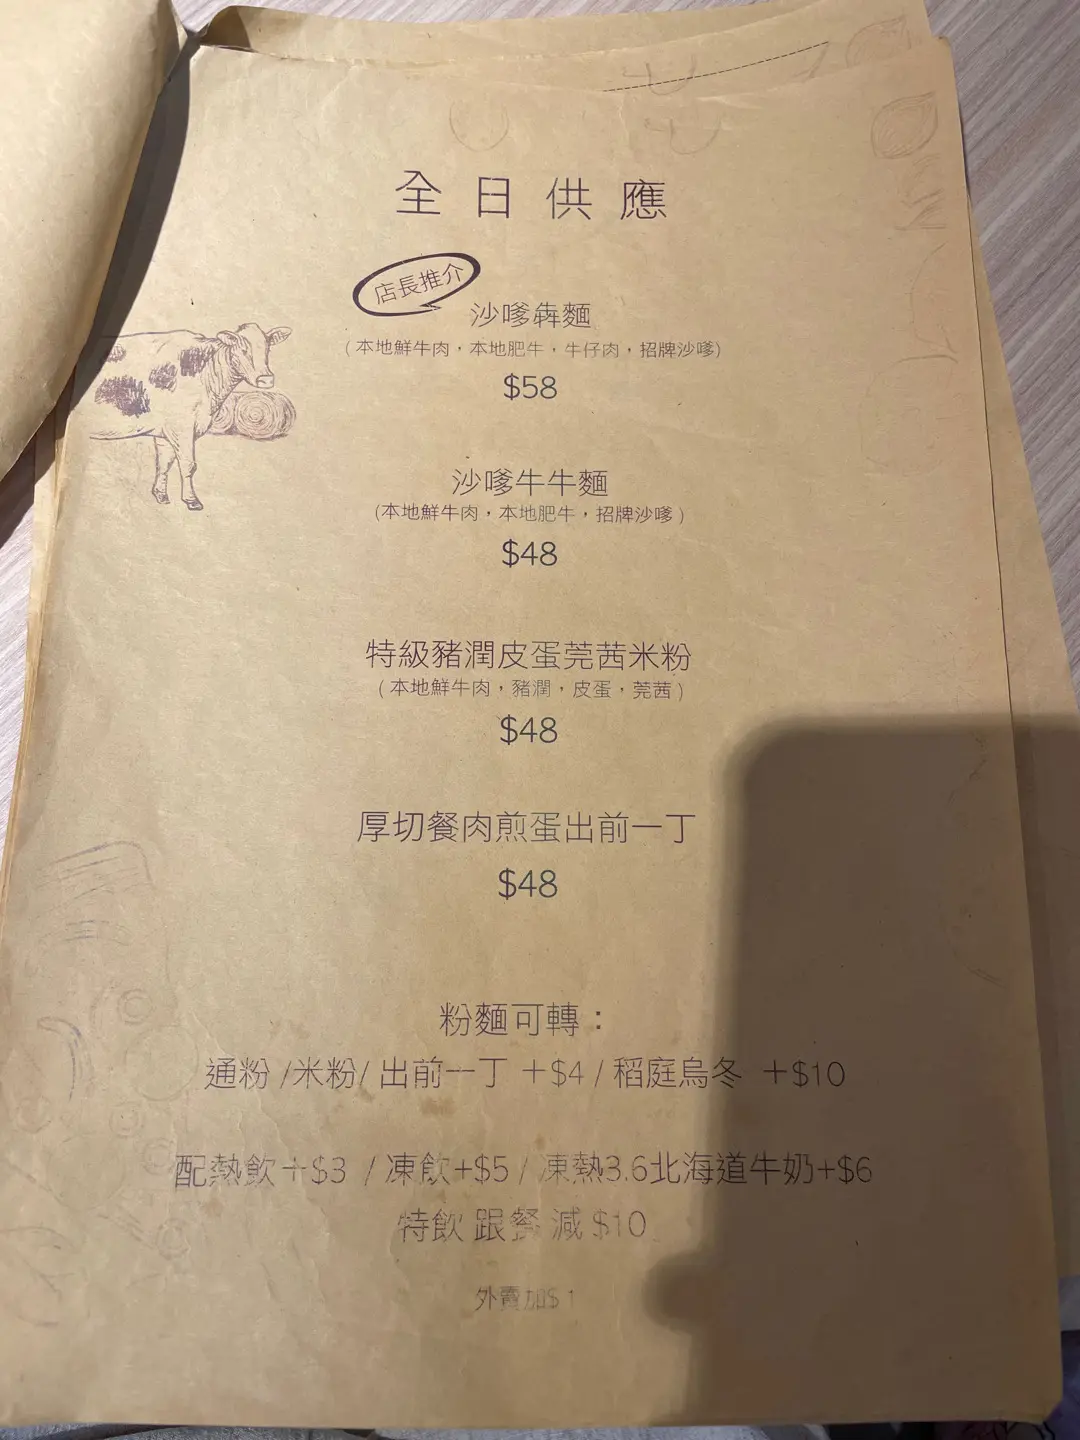 全日供應
店長推介
沙嗲犇麵
(本地鮮牛肉，本地肥牛，牛仔肉，招牌沙嗲)
$58
沙嗲牛牛麵
(本地鮮牛肉，本地肥牛，招牌沙嗲)
$48
特級豬潤皮蛋莞茜米粉
(本地鮮牛肉，豬潤，皮蛋，莞茜)
$48
厚切餐肉煎蛋出前一丁
$48
粉麵可轉：
通粉 /米粉/ 出前一丁 +$4 / 稻庭烏冬 +$10
配熱飲+$3 / 凍飲+$5 / 凍熱3.6北海道牛奶+$6
特飲 跟餐 減 $10
外賣加$1